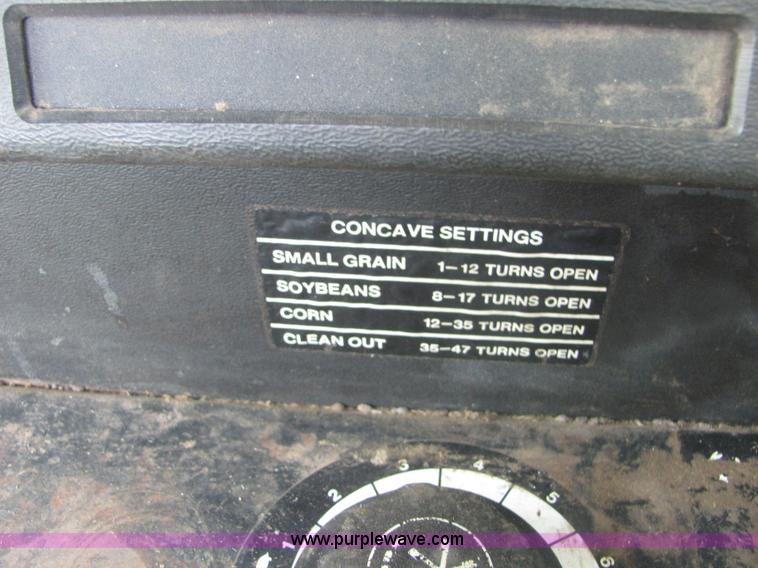 CONCAVE SETTINGS
SMALL GRAIN 1-12 TURNS OPEN
SOYBEANS 8-17 TURNS OPEN
CORN 12-35 TURNS OPEN
CLEAN OUT 35-47 TURNS OPEN
1 2 3 4 5 6
www.purplewave.com